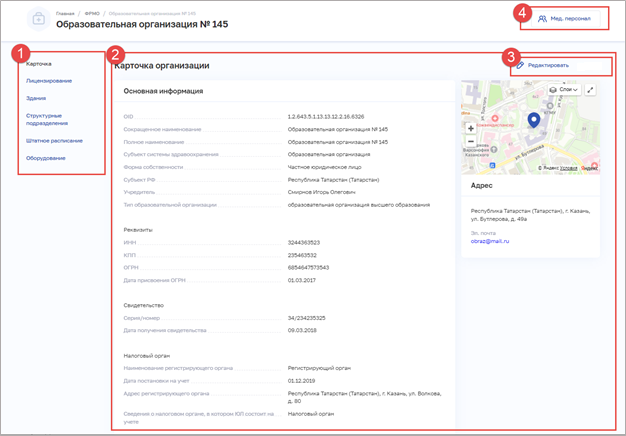 Главная / ФРМО / Образовательная организация № 145
Образовательная организация № 145
4
Мед. персонал
1
Карточка
Лицензирование
Здания
Структурные
подразделения
Штатное расписание
Оборудование
2
Карточка организации
3
Редактировать
Основная информация
OID 1.2.643.5.1.13.13.12.2.16.6326
Сокращенное наименование Образовательная организация №145
Полное наименование Образовательная организация №145
Субъект системы здравоохранения Образовательная организация
Форма собственности Частное юридическое лицо
Субъект РФ Республика Татарстан (Татарстан)
Учредитель Смирнов Игорь Олегович
Тип образовательной организации образовательная организация высшего образования
Реквизиты
ИНН 3244363523
КПП 235463532
ОГРН 6854647573543
Дата присвоения ОГРН 01.03.2017
Свидетельство
Серия/номер 34/234235325
Дата получения свидетельства 09.03.2018
Налоговый орган
Наименование регистрирующего органа Регистрирующий орган
Дата постановки на учет 01.12.2019
Адрес регистрирующего органа Республика Татарстан (Татарстан), г. Казань, ул. Волкова,
д. 80
Сведения о налоговом органе, в котором ЮЛ состоит на Налоговый орган
учете
Слои
КГМУ
ул. Бутлерова
+
−
© Яндекс Условия Яндекс
Адрес
Республика Татарстан (Татарстан), г. Казань,
ул. Бутлерова, д. 49а
Эл. почта
obraz@mail.ru